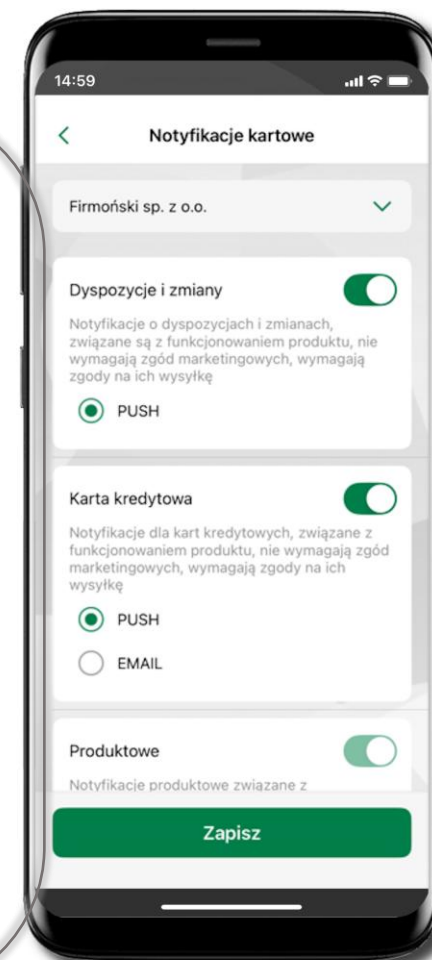 14:59
Notyfikacje kartowe
Firmoński sp. z o.o.
Dyspozycje i zmiany
Notyfikacje o dyspozycjach i zmianach,
związane są z funkcjonowaniem produktu, nie
wymagają zgód marketingowych, wymagają
zgody na ich wysyłkę
PUSH
Karta kredytowa
Notyfikacje dla kart kredytowych, związane z
funkcjonowaniem produktu, nie wymagają zgód
marketingowych, wymagają zgody na ich
wysyłkę
PUSH
EMAIL
Produktowe
Notyfikacje produktowe związane z
Zapisz